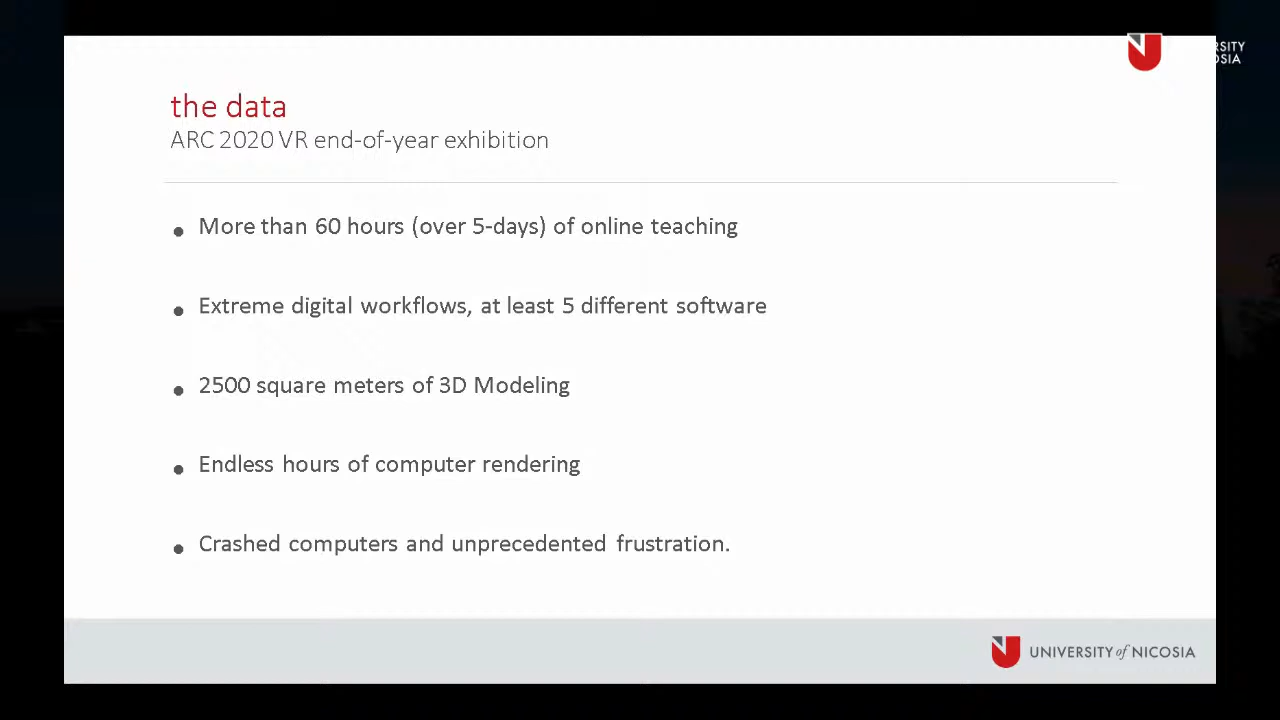 RSITY
OSIA
the data
ARC 2020 VR end-of-year exhibition
• More than 60 hours (over 5-days) of online teaching
• Extreme digital workflows, at least 5 different software
• 2500 square meters of 3D Modeling
• Endless hours of computer rendering
• Crashed computers and unprecedented frustration.
UNIVERSITY of NICOSIA